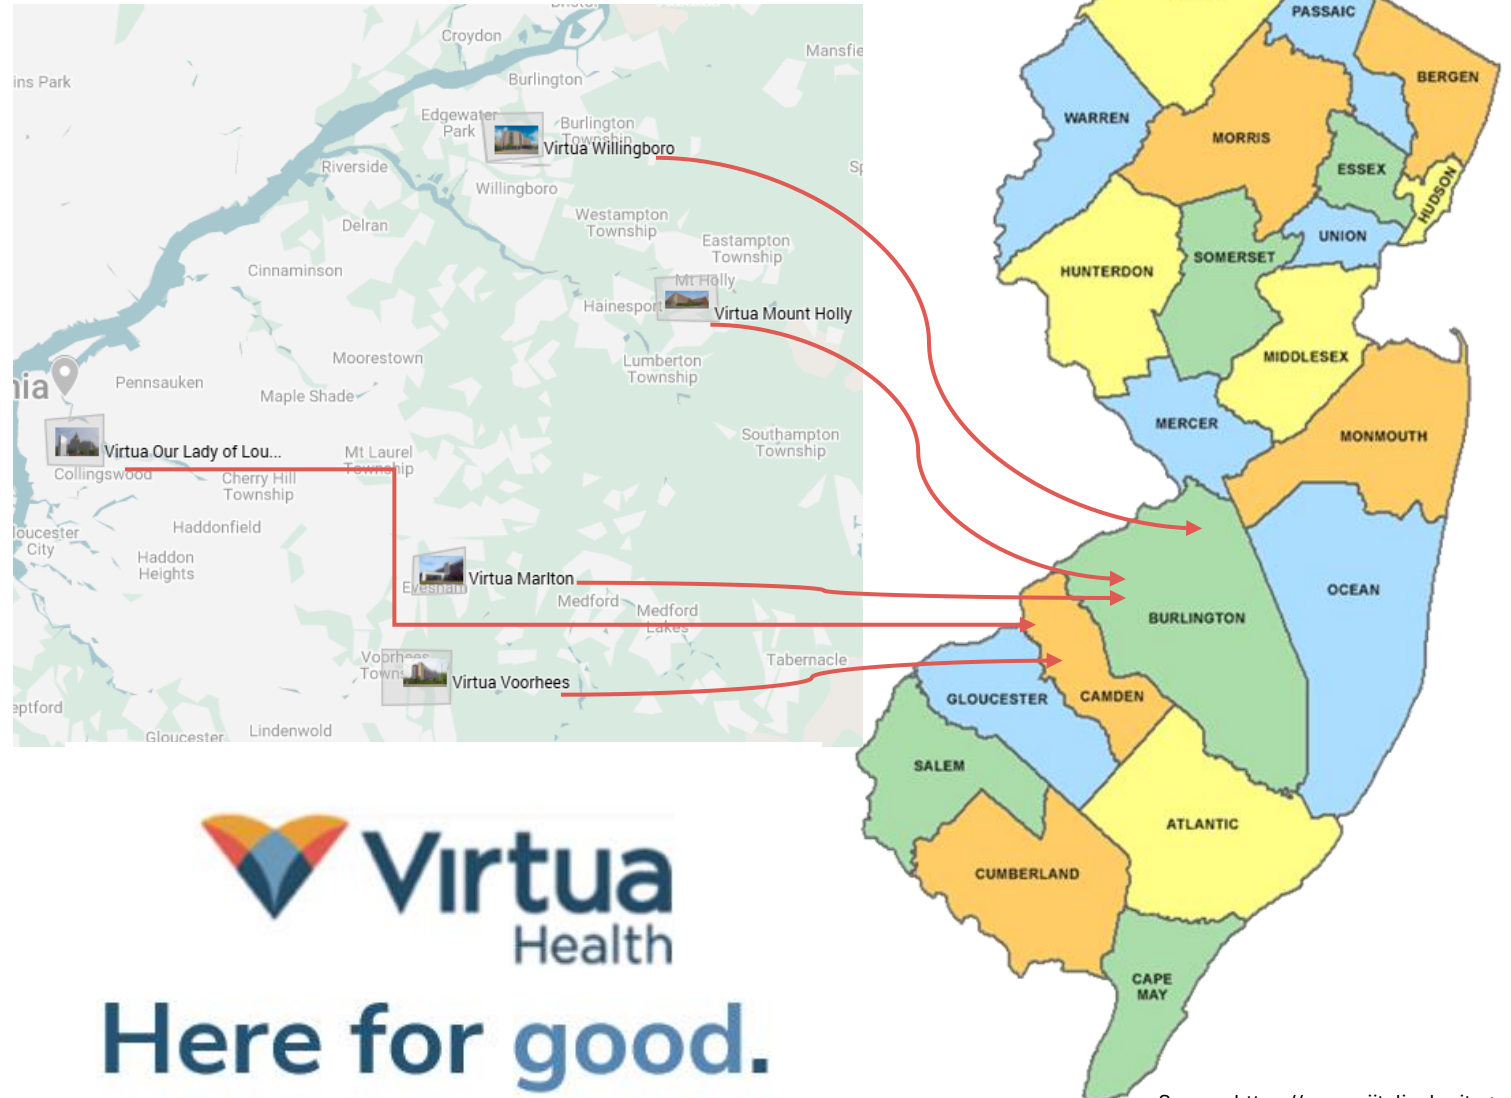 Croydon
Mansfie
ins Park
Burlington
Edgewater
Park
Burlington
Township
Virtua Willingboro
Riverside
Willingboro
Westampton
Township
Delran
Eastampton
Township
Cinnaminson
Mt Holly
Hainesport
Virtua Mount Holly
Moorestown
Lumberton
Township
nia
Pennsauken
Maple Shade
Virtua Our Lady of Lou...
Mt Laurel
Township
Southampton
Township
Collingswood
Cherry Hill
Township
Haddonfield
loucester
City
Haddon
Heights
Virtua Marlton
Evesham
Medford
Medford
Lakes
Voorhees
Towns
Virtua Voorhees
Tabernacle
eptford
Lindenwold
Gloucester
PASSAIC
BERGEN
WARREN
MORRIS
ESSEX
HUDSON
UNION
SOMERSET
HUNTERDON
MIDDLESEX
MERCER
MONMOUTH
OCEAN
BURLINGTON
GLOUCESTER
CAMDEN
SALEM
ATLANTIC
CUMBERLAND
CAPE
MAY
Virtua
Health
Here for good.